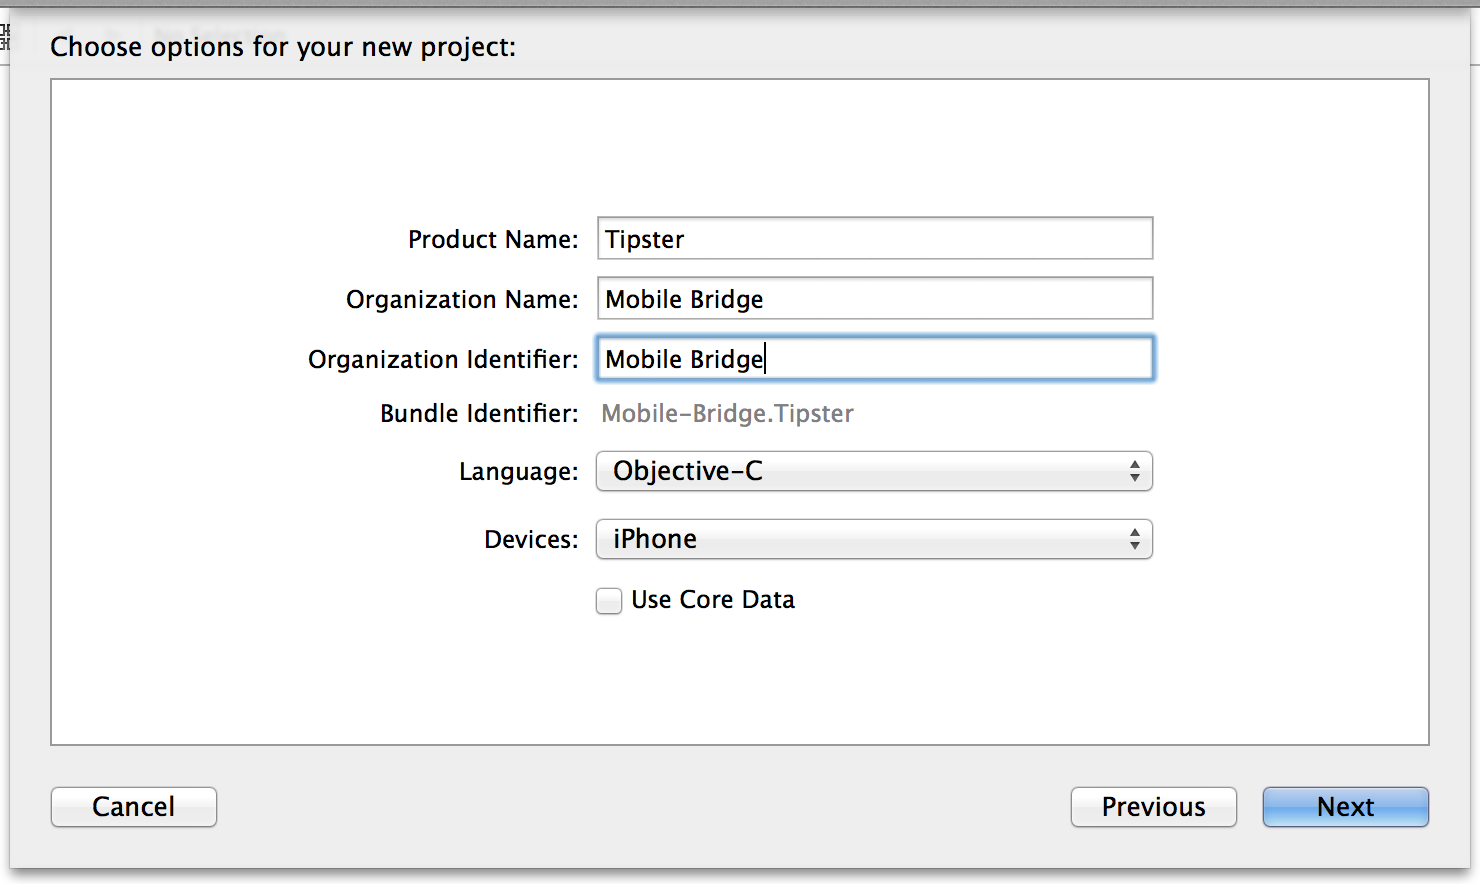 Choose options for your new project:
Product Name: Tipster
Organization Name: Mobile Bridge
Organization Identifier: Mobile Bridge
Bundle Identifier: Mobile-Bridge.Tipster
Language: Objective-C
Devices: iPhone
Use Core Data
Cancel Previous Next